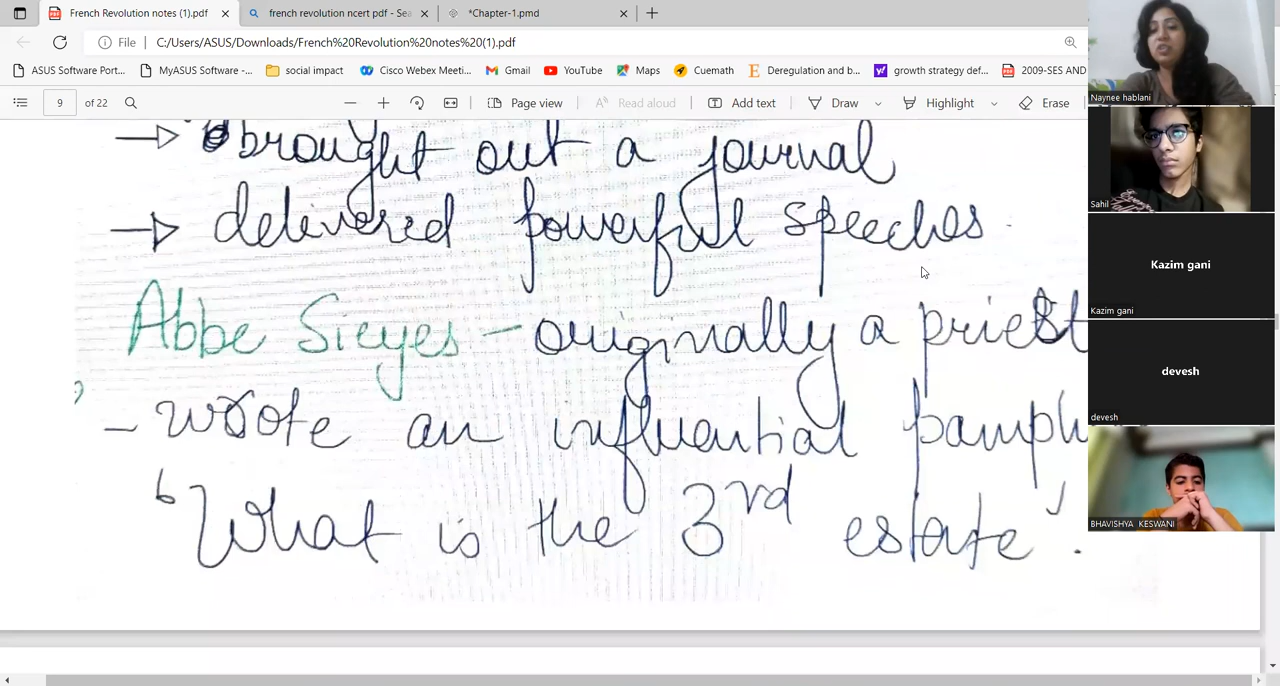 French Revolution notes (1).pdf
french revolution ncert pdf - Sea
*Chapter-1.pmd
File
C:/Users/ASUS/Downloads/French%20Revolution%20notes%20(1).pdf
ASUS Software Port...
MyASUS Software -...
social impact
Cisco Webex Meeti...
Gmail
YouTube
Maps
Cuemath
Deregulation and b...
growth strategy def...
2009-SES AND
9 of 22
Page view
Read aloud
Add text
Draw
Highlight
Erase
→ brought out a journal
→ delivered powerful speeches
Abbe Sieyes - originally a priest
- wrote an influential pamph
'What is the 3rd estate'.
Naynee hablani
Sahil
Kazim gani
Kazim gani
devesh
devesh
BHAVISHYA KESWANI